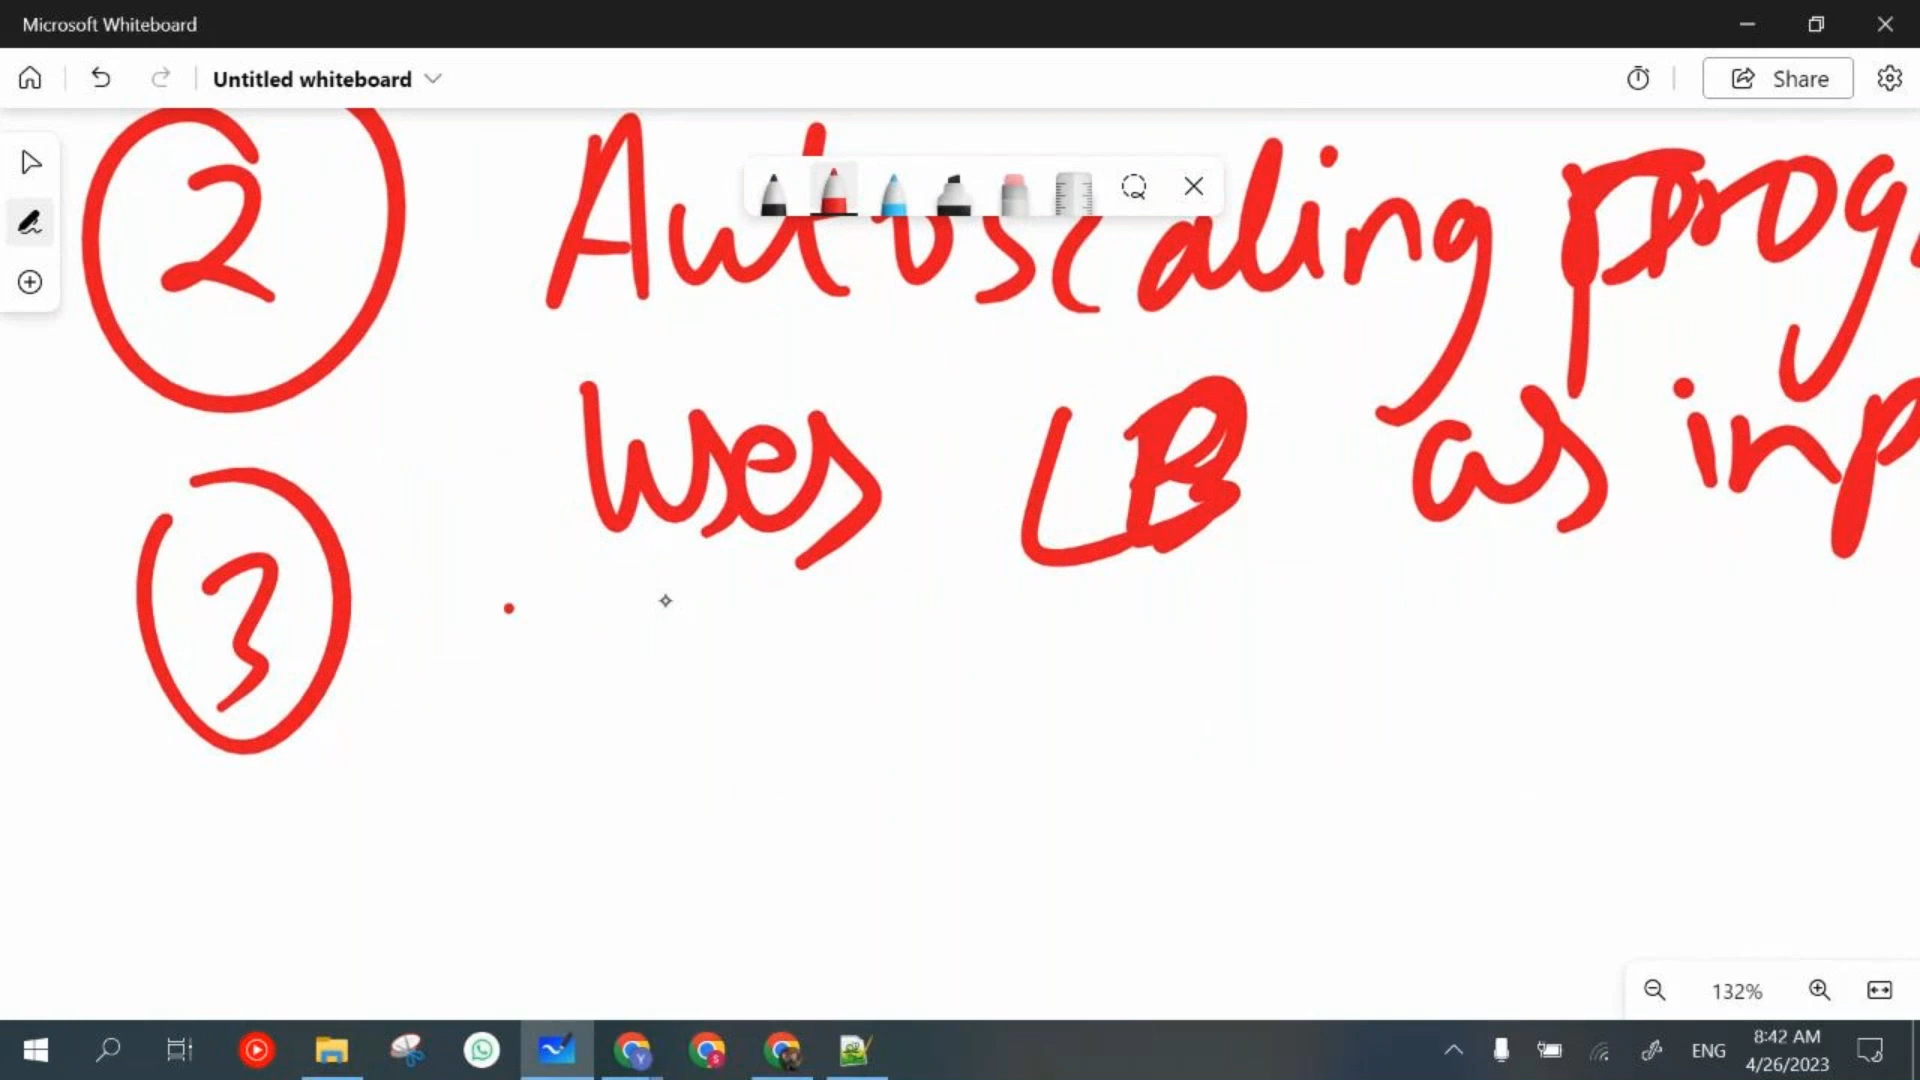 Microsoft Whiteboard
Untitled whiteboard
Share
2 Autoscaling prog
uses LB as inp
3
132%
ENG
8:42 AM
4/26/2023